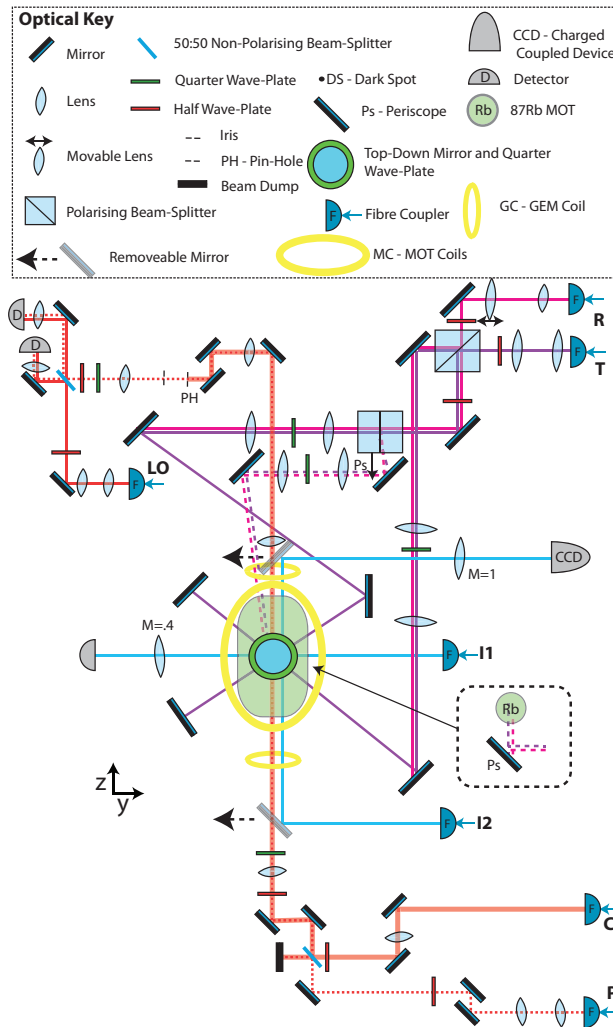 Optical Key
Mirror
50:50 Non-Polarising Beam-Splitter
CCD - Charged
Coupled Device
Quarter Wave-Plate
DS - Dark Spot
D
Detector
Lens
Half Wave-Plate
Ps - Periscope
Rb
87Rb MOT
Iris
PH - Pin-Hole
Movable Lens
Beam Dump
Top-Down Mirror and Quarter
Wave-Plate
Polarising Beam-Splitter
F
Fibre Coupler
GC - GEM Coil
Removeable Mirror
MC - MOT Coils
D
F
R
D
F
T
PH
Ps
F
LO
CCD
M=1
M=.4
F
I1
Rb
Ps
z
y
F
I2
F
C
F
P